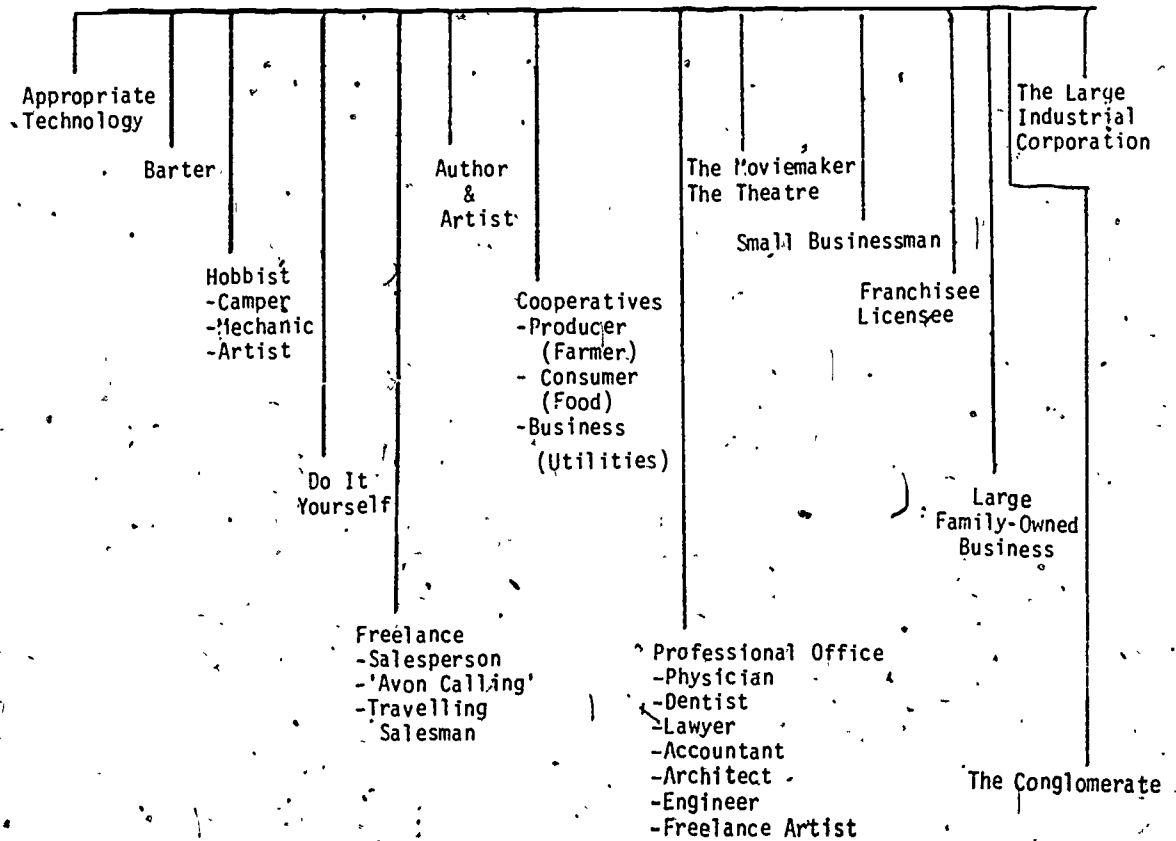 Appropriate
Technology
Barter
Hobbist
-Camper
-Mechanic
-Artist
Do It
Yourself
Freelance
-Salesperson
-'Avon Calling'
-Travelling
Salesman
Author
&
Artist
Cooperatives
-Producer
(Farmer)
- Consumer
(Food)
-Business
(Utilities)
Professional Office
-Physician
-Dentist
-Lawyer
-Accountant
-Architect
-Engineer
-Freelance Artist
The Moviemaker
The Theatre
Small Businessman
Franchisee
Licensee
Large
Family-Owned
Business
The Large
Industrial
Corporation
The Conglomerate